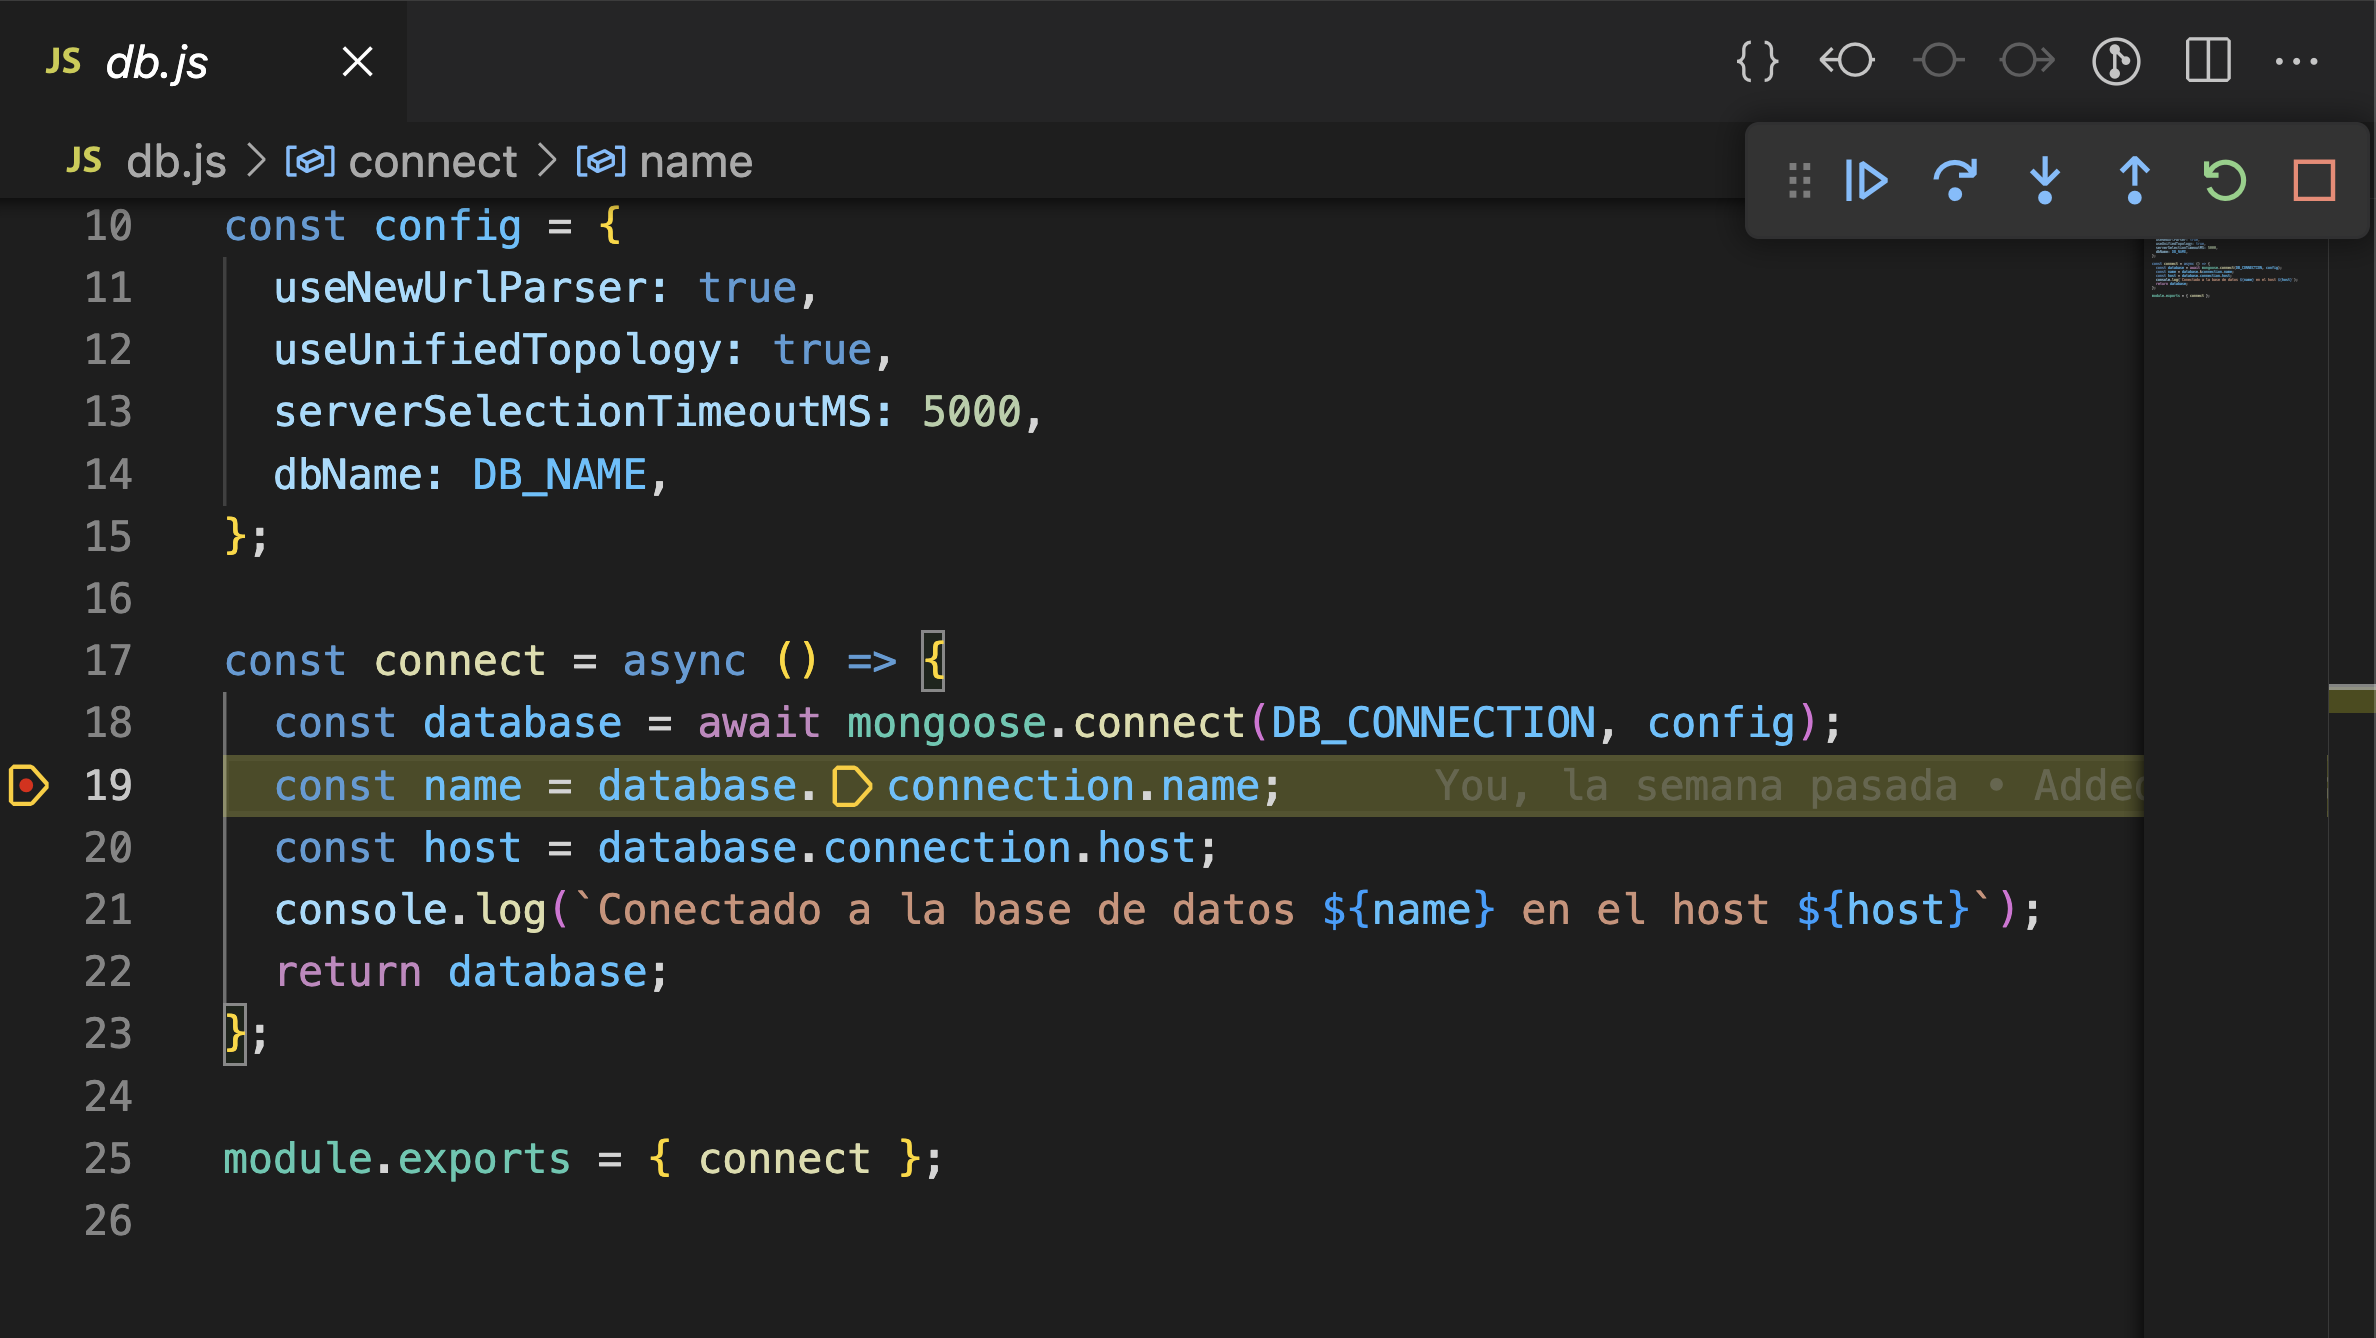 JS db.js
JS db.js > connect > name
10 const config = {
11 useNewUrlParser: true,
12 useUnifiedTopology: true,
13 serverSelectionTimeoutMS: 5000,
14 dbName: DB_NAME,
15 };
16
17 const connect = async () => {
18 const database = await mongoose.connect(DB_CONNECTION, config);
19 const name = database.connection.name; You, la semana pasada • Added
20 const host = database.connection.host;
21 console.log(`Conectado a la base de datos ${name} en el host ${host}`);
22 return database;
23 };
24
25 module.exports = { connect };
26